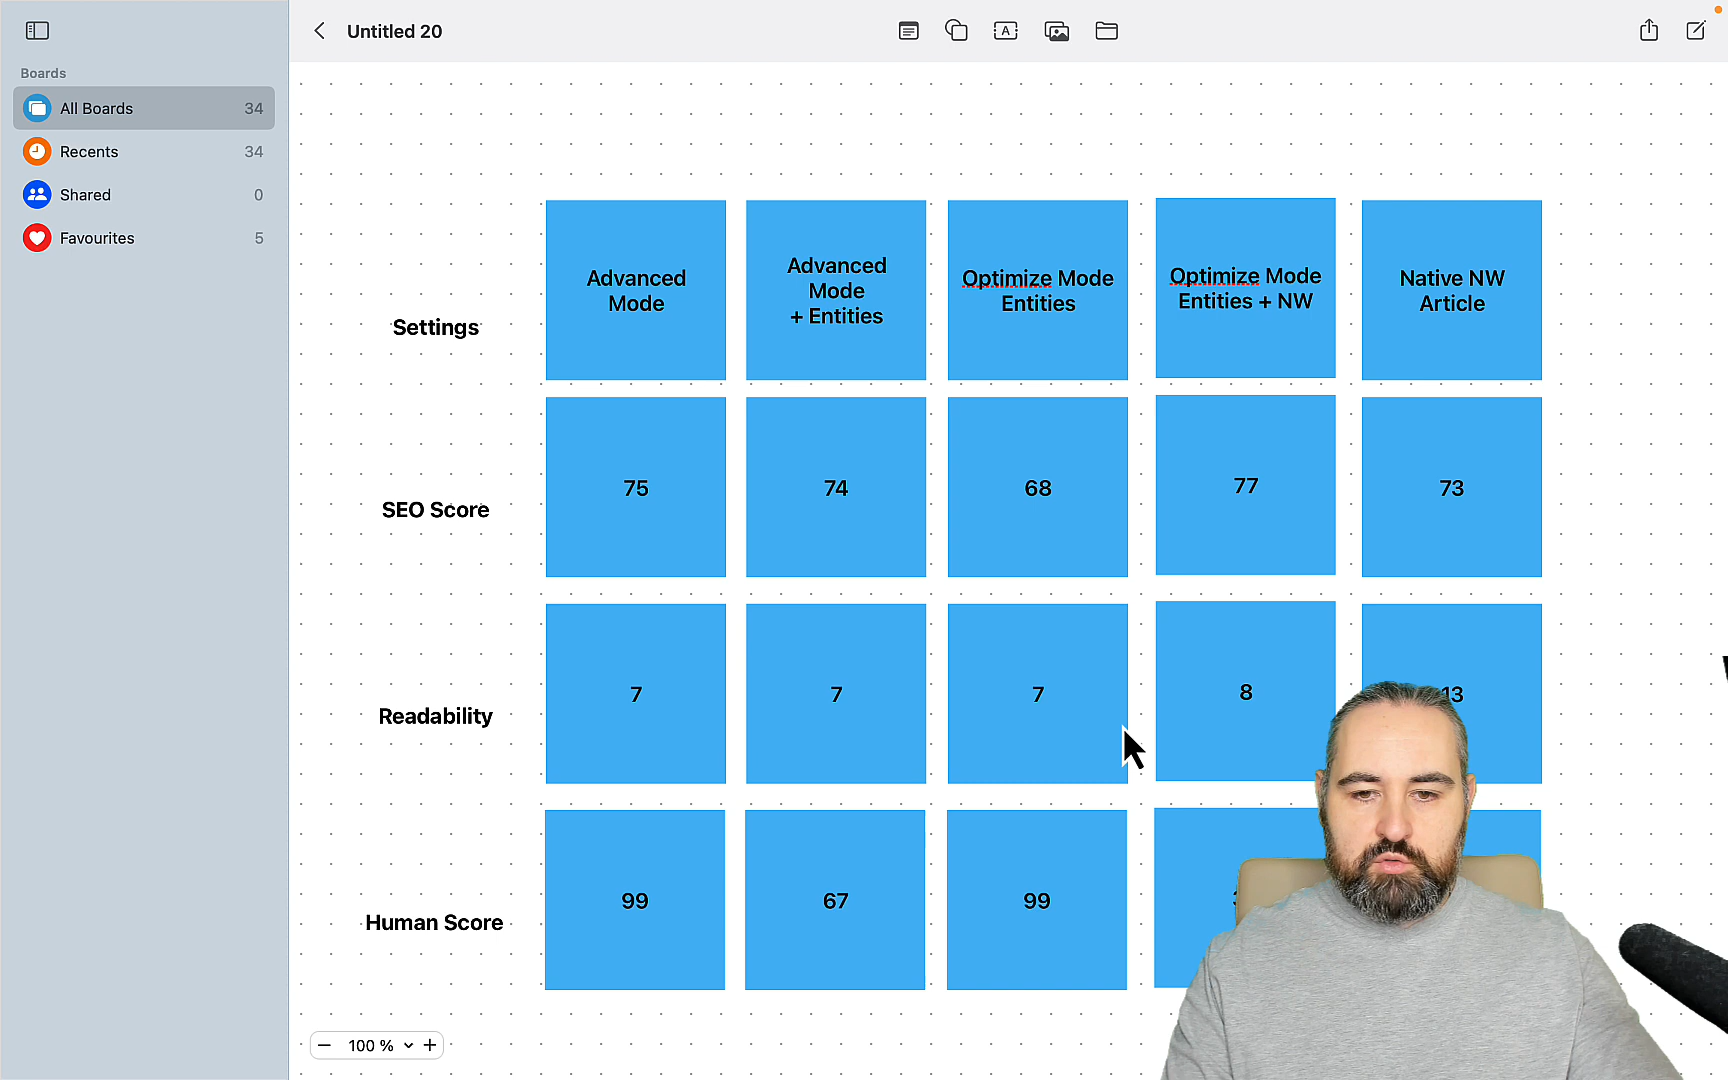 Untitled 20
Boards
All Boards 34
Recents 34
Shared 0
Favourites 5
Settings
Advanced
Mode
Advanced
Mode
+ Entities
Optimize Mode
Entities
Optimize Mode
Entities + NW
Native NW
Article
SEO Score
75
74
68
77
73
Readability
7
7
7
8
13
Human Score
99
67
99
100 %